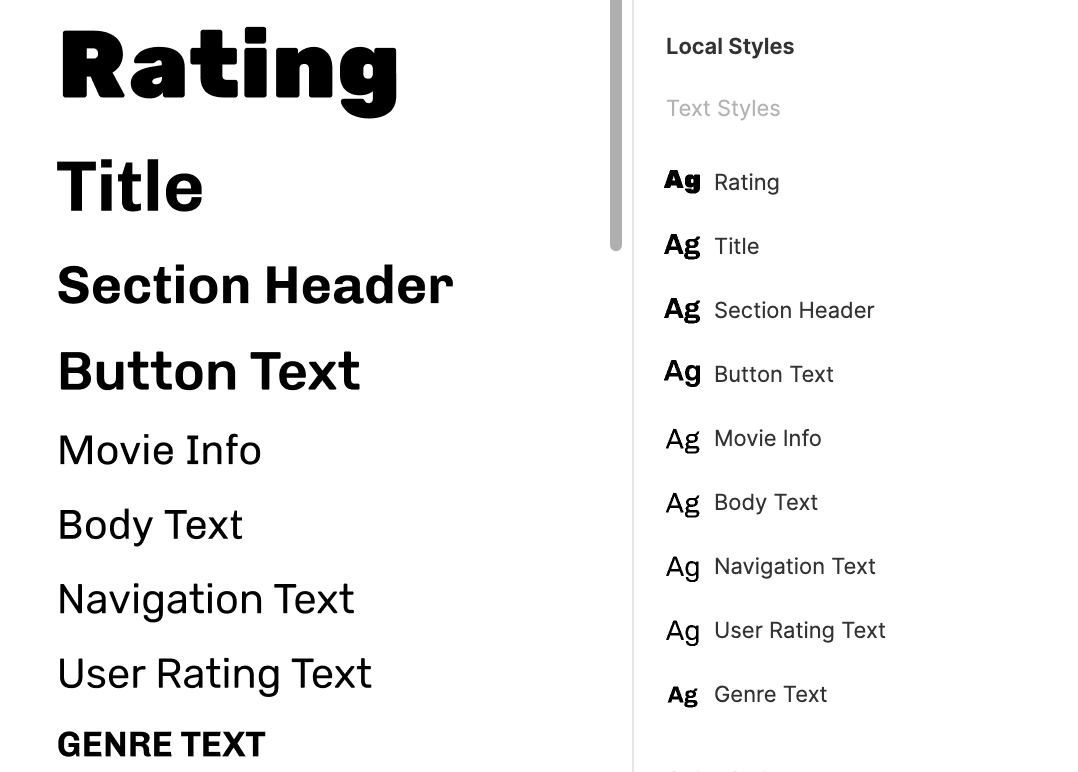 Rating
Title
Section Header
Button Text
Movie Info
Body Text
Navigation Text
User Rating Text
GENRE TEXT
Local Styles
Text Styles
Ag Rating
Ag Title
Ag Section Header
Ag Button Text
Ag Movie Info
Ag Body Text
Ag Navigation Text
Ag User Rating Text
Ag Genre Text